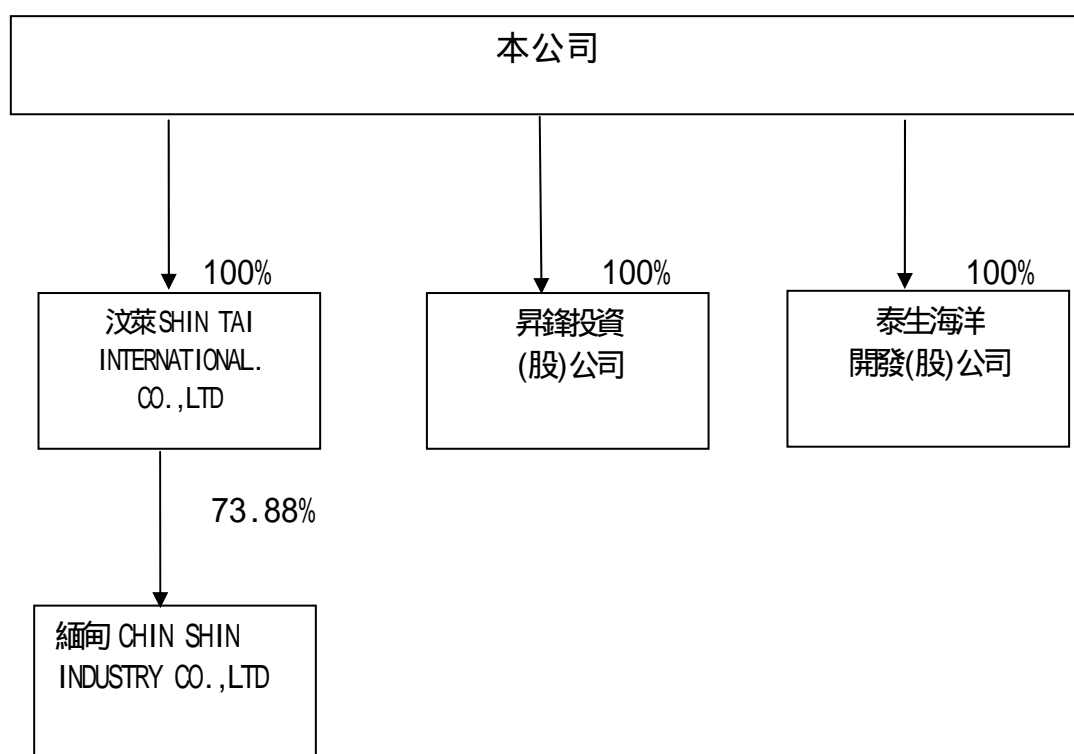 本公司
100%
100%
100%
汶萊SHIN TAI
INTERNATIONAL.
CO.,LTD
昇鋒投資
(股)公司
泰生海洋
開發(股)公司
73.88%
緬甸 CHIN SHIN
INDUSTRY CO.,LTD